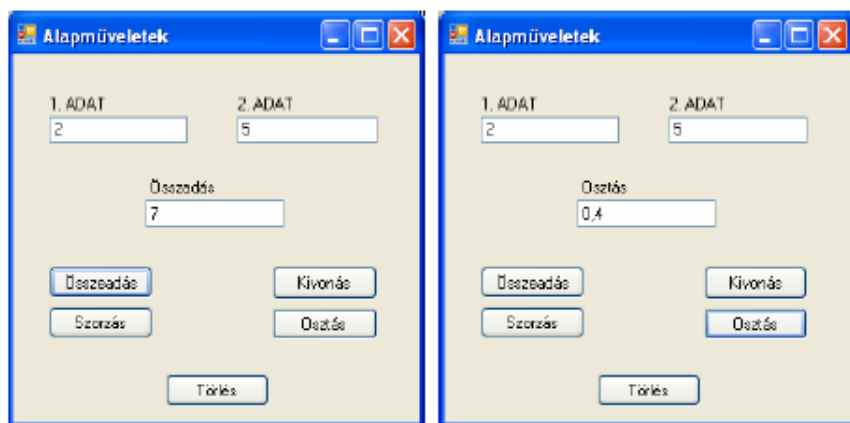 Alapműveletek
1. ADAT
2. ADAT
2
5
Összeadás
7
Összeadás
Kivonás
Szorzás
Osztás
Törlés
Alapműveletek
1. ADAT
2. ADAT
2
5
Osztás
0,4
Összeadás
Kivonás
Szorzás
Osztás
Törlés